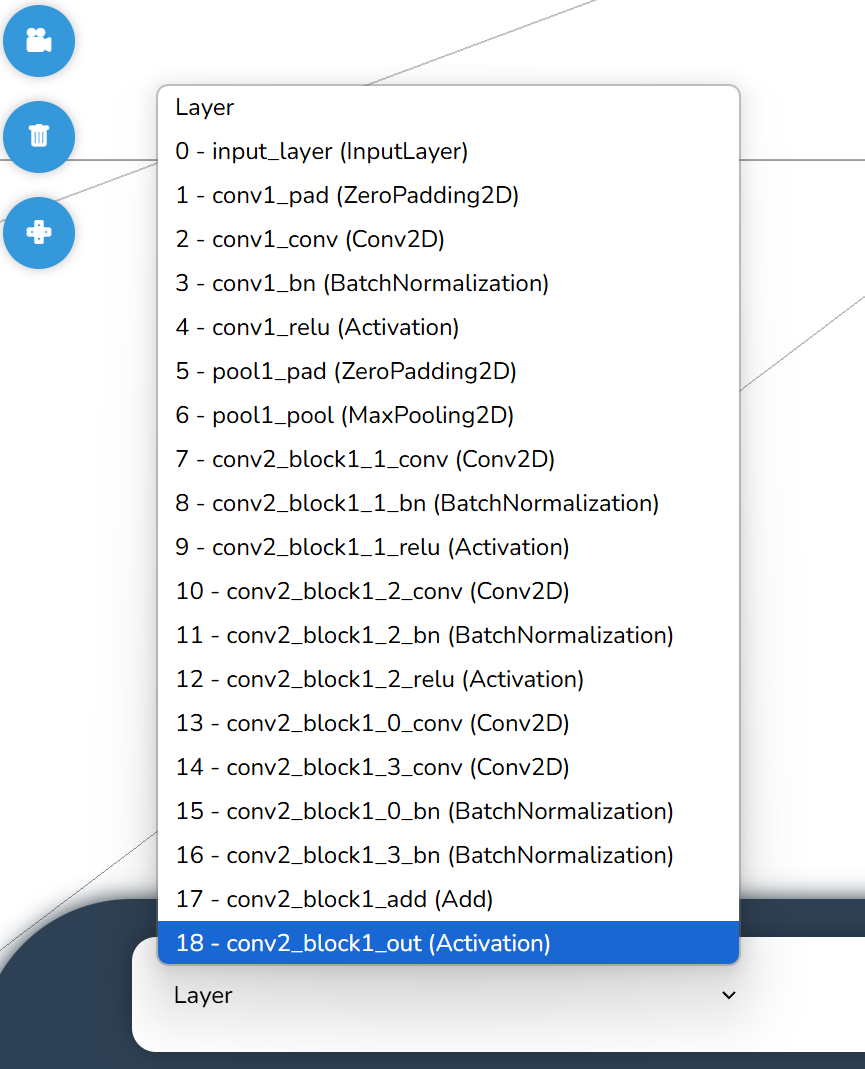 Layer
0 - input_layer (InputLayer)
1 - conv1_pad (ZeroPadding2D)
2 - conv1_conv (Conv2D)
3 - conv1_bn (BatchNormalization)
4 - conv1_relu (Activation)
5 - pool1_pad (ZeroPadding2D)
6 - pool1_pool (MaxPooling2D)
7 - conv2_block1_1_conv (Conv2D)
8 - conv2_block1_1_bn (BatchNormalization)
9 - conv2_block1_1_relu (Activation)
10 - conv2_block1_2_conv (Conv2D)
11 - conv2_block1_2_bn (BatchNormalization)
12 - conv2_block1_2_relu (Activation)
13 - conv2_block1_0_conv (Conv2D)
14 - conv2_block1_3_conv (Conv2D)
15 - conv2_block1_0_bn (BatchNormalization)
16 - conv2_block1_3_bn (BatchNormalization)
17 - conv2_block1_add (Add)
18 - conv2_block1_out (Activation)
Layer